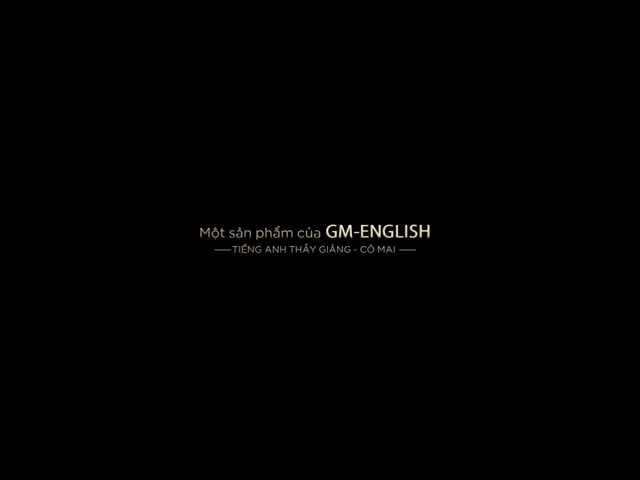 Một sản phẩm của GM-ENGLISH
TIẾNG ANH THẦY GIẢNG - CÔ MAI